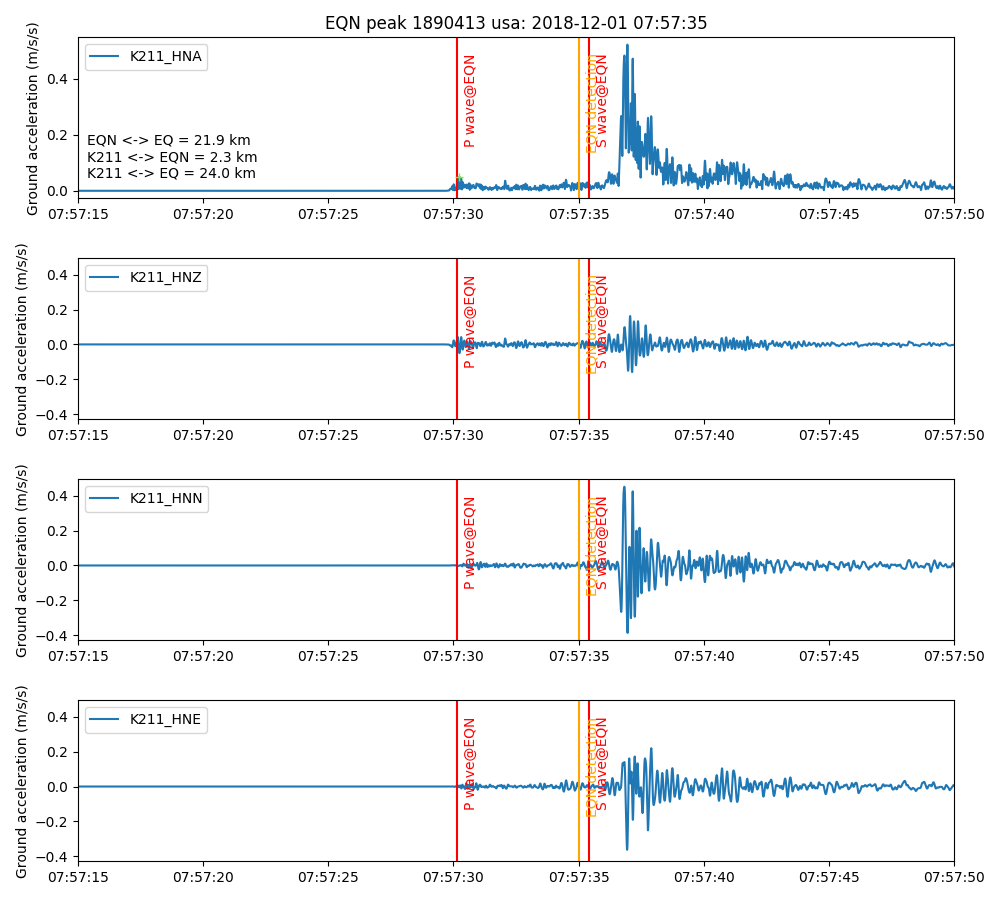 EQN peak 1890413 usa: 2018-12-01 07:57:35
Ground acceleration (m/s/s)
K211_HNA
0.4
0.2
0.0
EQN <-> EQ = 21.9 km
K211 <-> EQN = 2.3 km
K211 <-> EQ = 24.0 km
P wave@EQN
EQN detection
S wave@EQN
07:57:15 07:57:20 07:57:25 07:57:30 07:57:35 07:57:40 07:57:45 07:57:50
Ground acceleration (m/s/s)
K211_HNZ
0.4
0.2
0.0
−0.2
−0.4
P wave@EQN
EQN detection
S wave@EQN
07:57:15 07:57:20 07:57:25 07:57:30 07:57:35 07:57:40 07:57:45 07:57:50
Ground acceleration (m/s/s)
K211_HNN
0.4
0.2
0.0
−0.2
−0.4
P wave@EQN
EQN detection
S wave@EQN
07:57:15 07:57:20 07:57:25 07:57:30 07:57:35 07:57:40 07:57:45 07:57:50
Ground acceleration (m/s/s)
K211_HNE
0.4
0.2
0.0
−0.2
−0.4
P wave@EQN
EQN detection
S wave@EQN
07:57:15 07:57:20 07:57:25 07:57:30 07:57:35 07:57:40 07:57:45 07:57:50